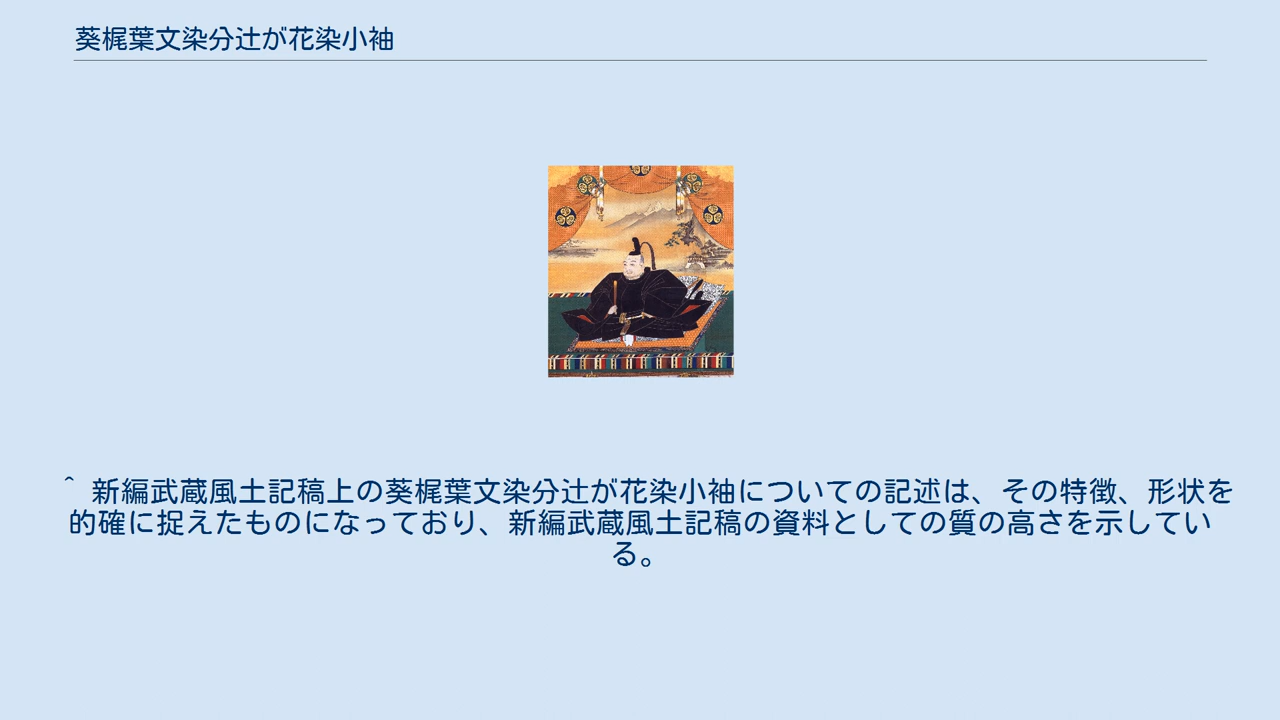 葵梶葉文染分辻が花染小袖
^ 新編武蔵風土記稿上の葵梶葉文染分辻が花染小袖についての記述は、その特徴、形状を
的確に捉えたものになっており、新編武蔵風土記稿の資料としての質の高さを示してい
る。